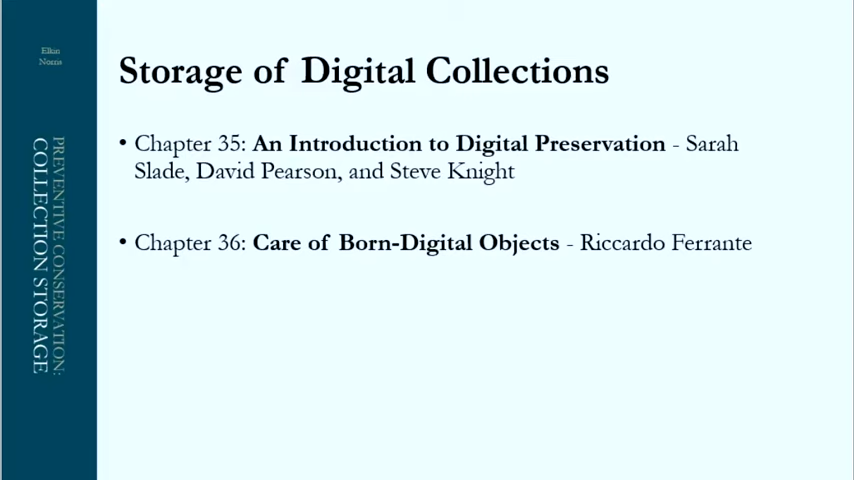 Elkin
Norris
PREVENTIVE CONSERVATION:
COLLECTION STORAGE
Storage of Digital Collections
• Chapter 35: An Introduction to Digital Preservation - Sarah
Slade, David Pearson, and Steve Knight
• Chapter 36: Care of Born-Digital Objects - Riccardo Ferrante